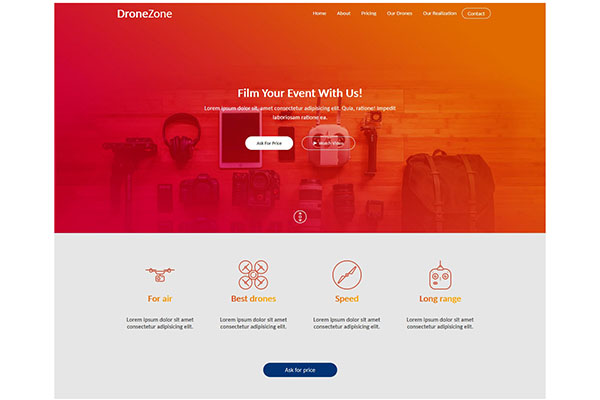 DroneZone
Home About Pricing Our Drones Our Realization Contact
Film Your Event With Us!
Lorem ipsum dolor sit, amet consectetur adipisicing elit. Quia, ratione! Impedit
laboriosam ratione ea.
Ask For Price Watch Video
For air Best drones Speed Long range
Lorem ipsum dolor sit amet Lorem ipsum dolor sit amet Lorem ipsum dolor sit amet Lorem ipsum dolor sit amet
consectetur adipisicing elit. consectetur adipisicing elit. consectetur adipisicing elit. consectetur adipisicing elit.
Ask for price